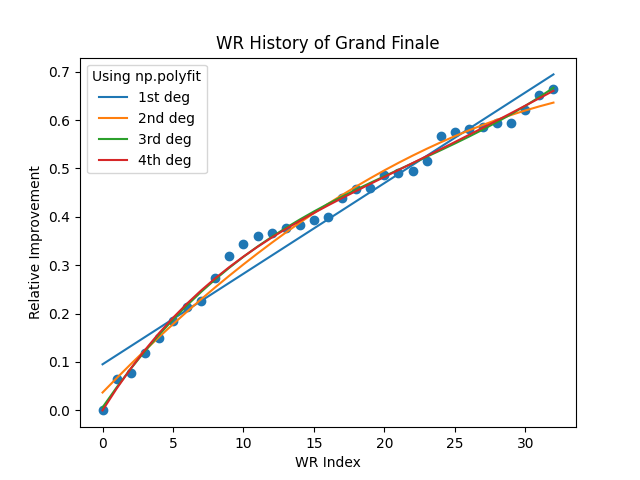 WR History of Grand Finale
Using np.polyfit
1st deg
2nd deg
3rd deg
4th deg
Relative Improvement
0.7
0.6
0.5
0.4
0.3
0.2
0.1
0.0
0 5 10 15 20 25 30
WR Index